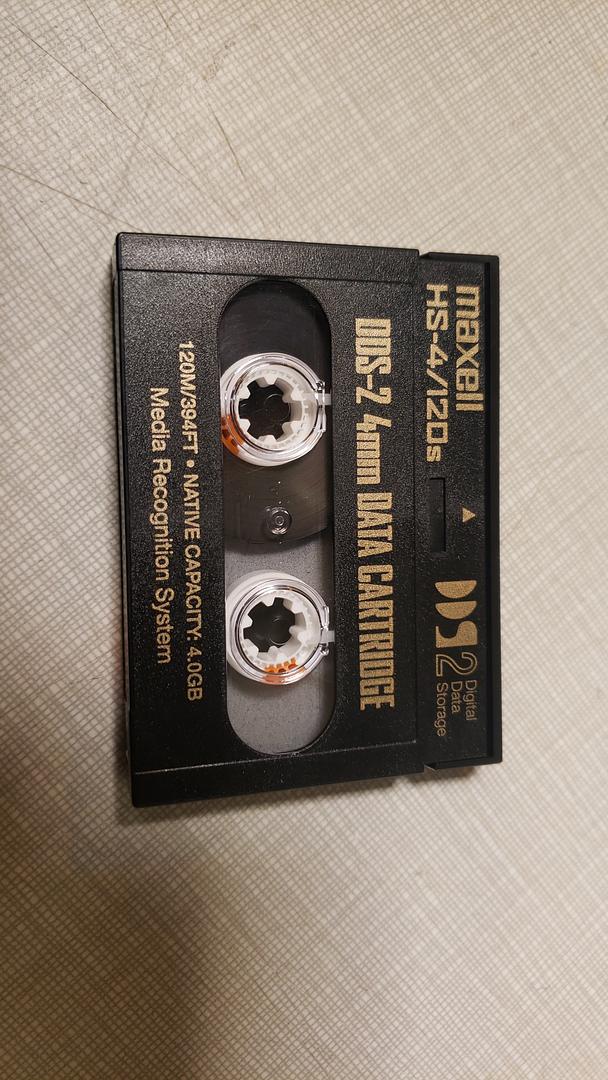 maxell
HS-4/120s
DDS 2
Digital
Data
Storage
DDS-2 4mm DATA CARTRIDGE
120M/394FT • NATIVE CAPACITY: 4.0GB
Media Recognition System